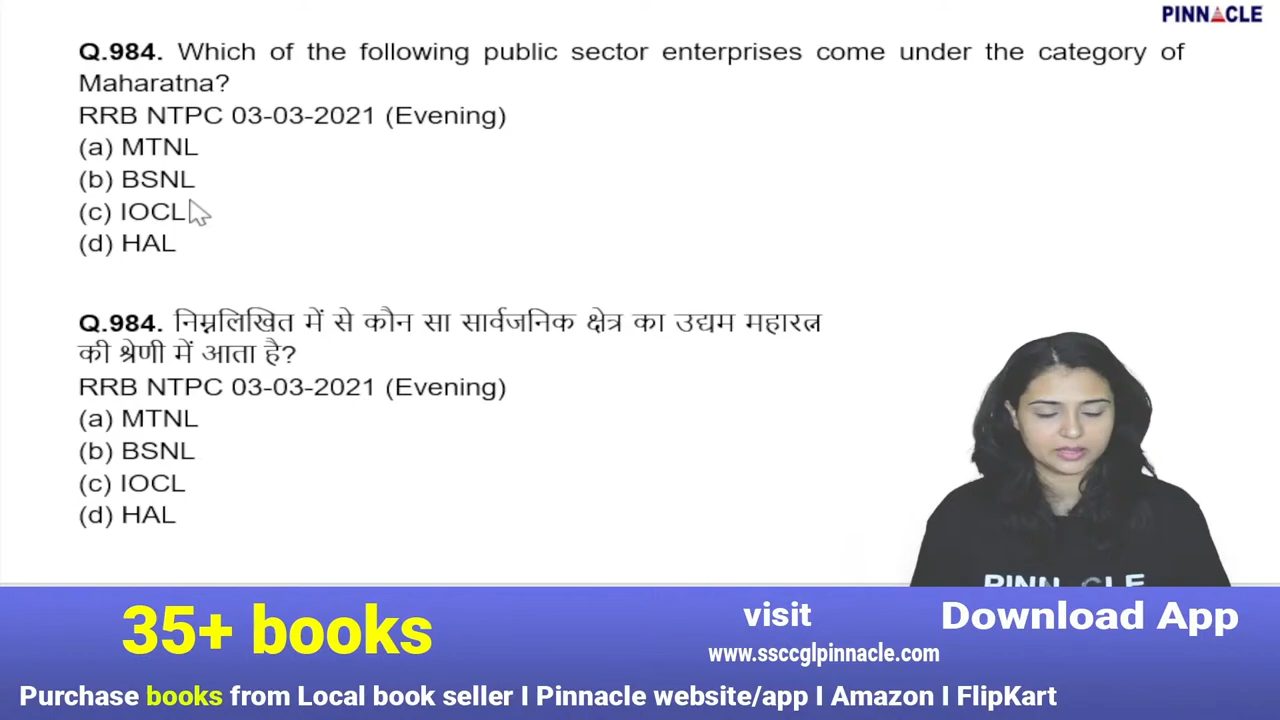 PINNACLE
Q.984. Which of the following public sector enterprises come under the category of
Maharatna?
RRB NTPC 03-03-2021 (Evening)
(a) MTNL
(b) BSNL
(c) IOCL
(d) HAL
Q.984. निम्नलिखित में से कौन सा सार्वजनिक क्षेत्र का उद्यम महारत्न
की श्रेणी में आता है?
RRB NTPC 03-03-2021 (Evening)
(a) MTNL
(b) BSNL
(c) IOCL
(d) HAL
PINNACLE
35+ books
visit
www.ssccglpinnacle.com
Download App
Purchase books from Local book seller I Pinnacle website/app I Amazon I FlipKart